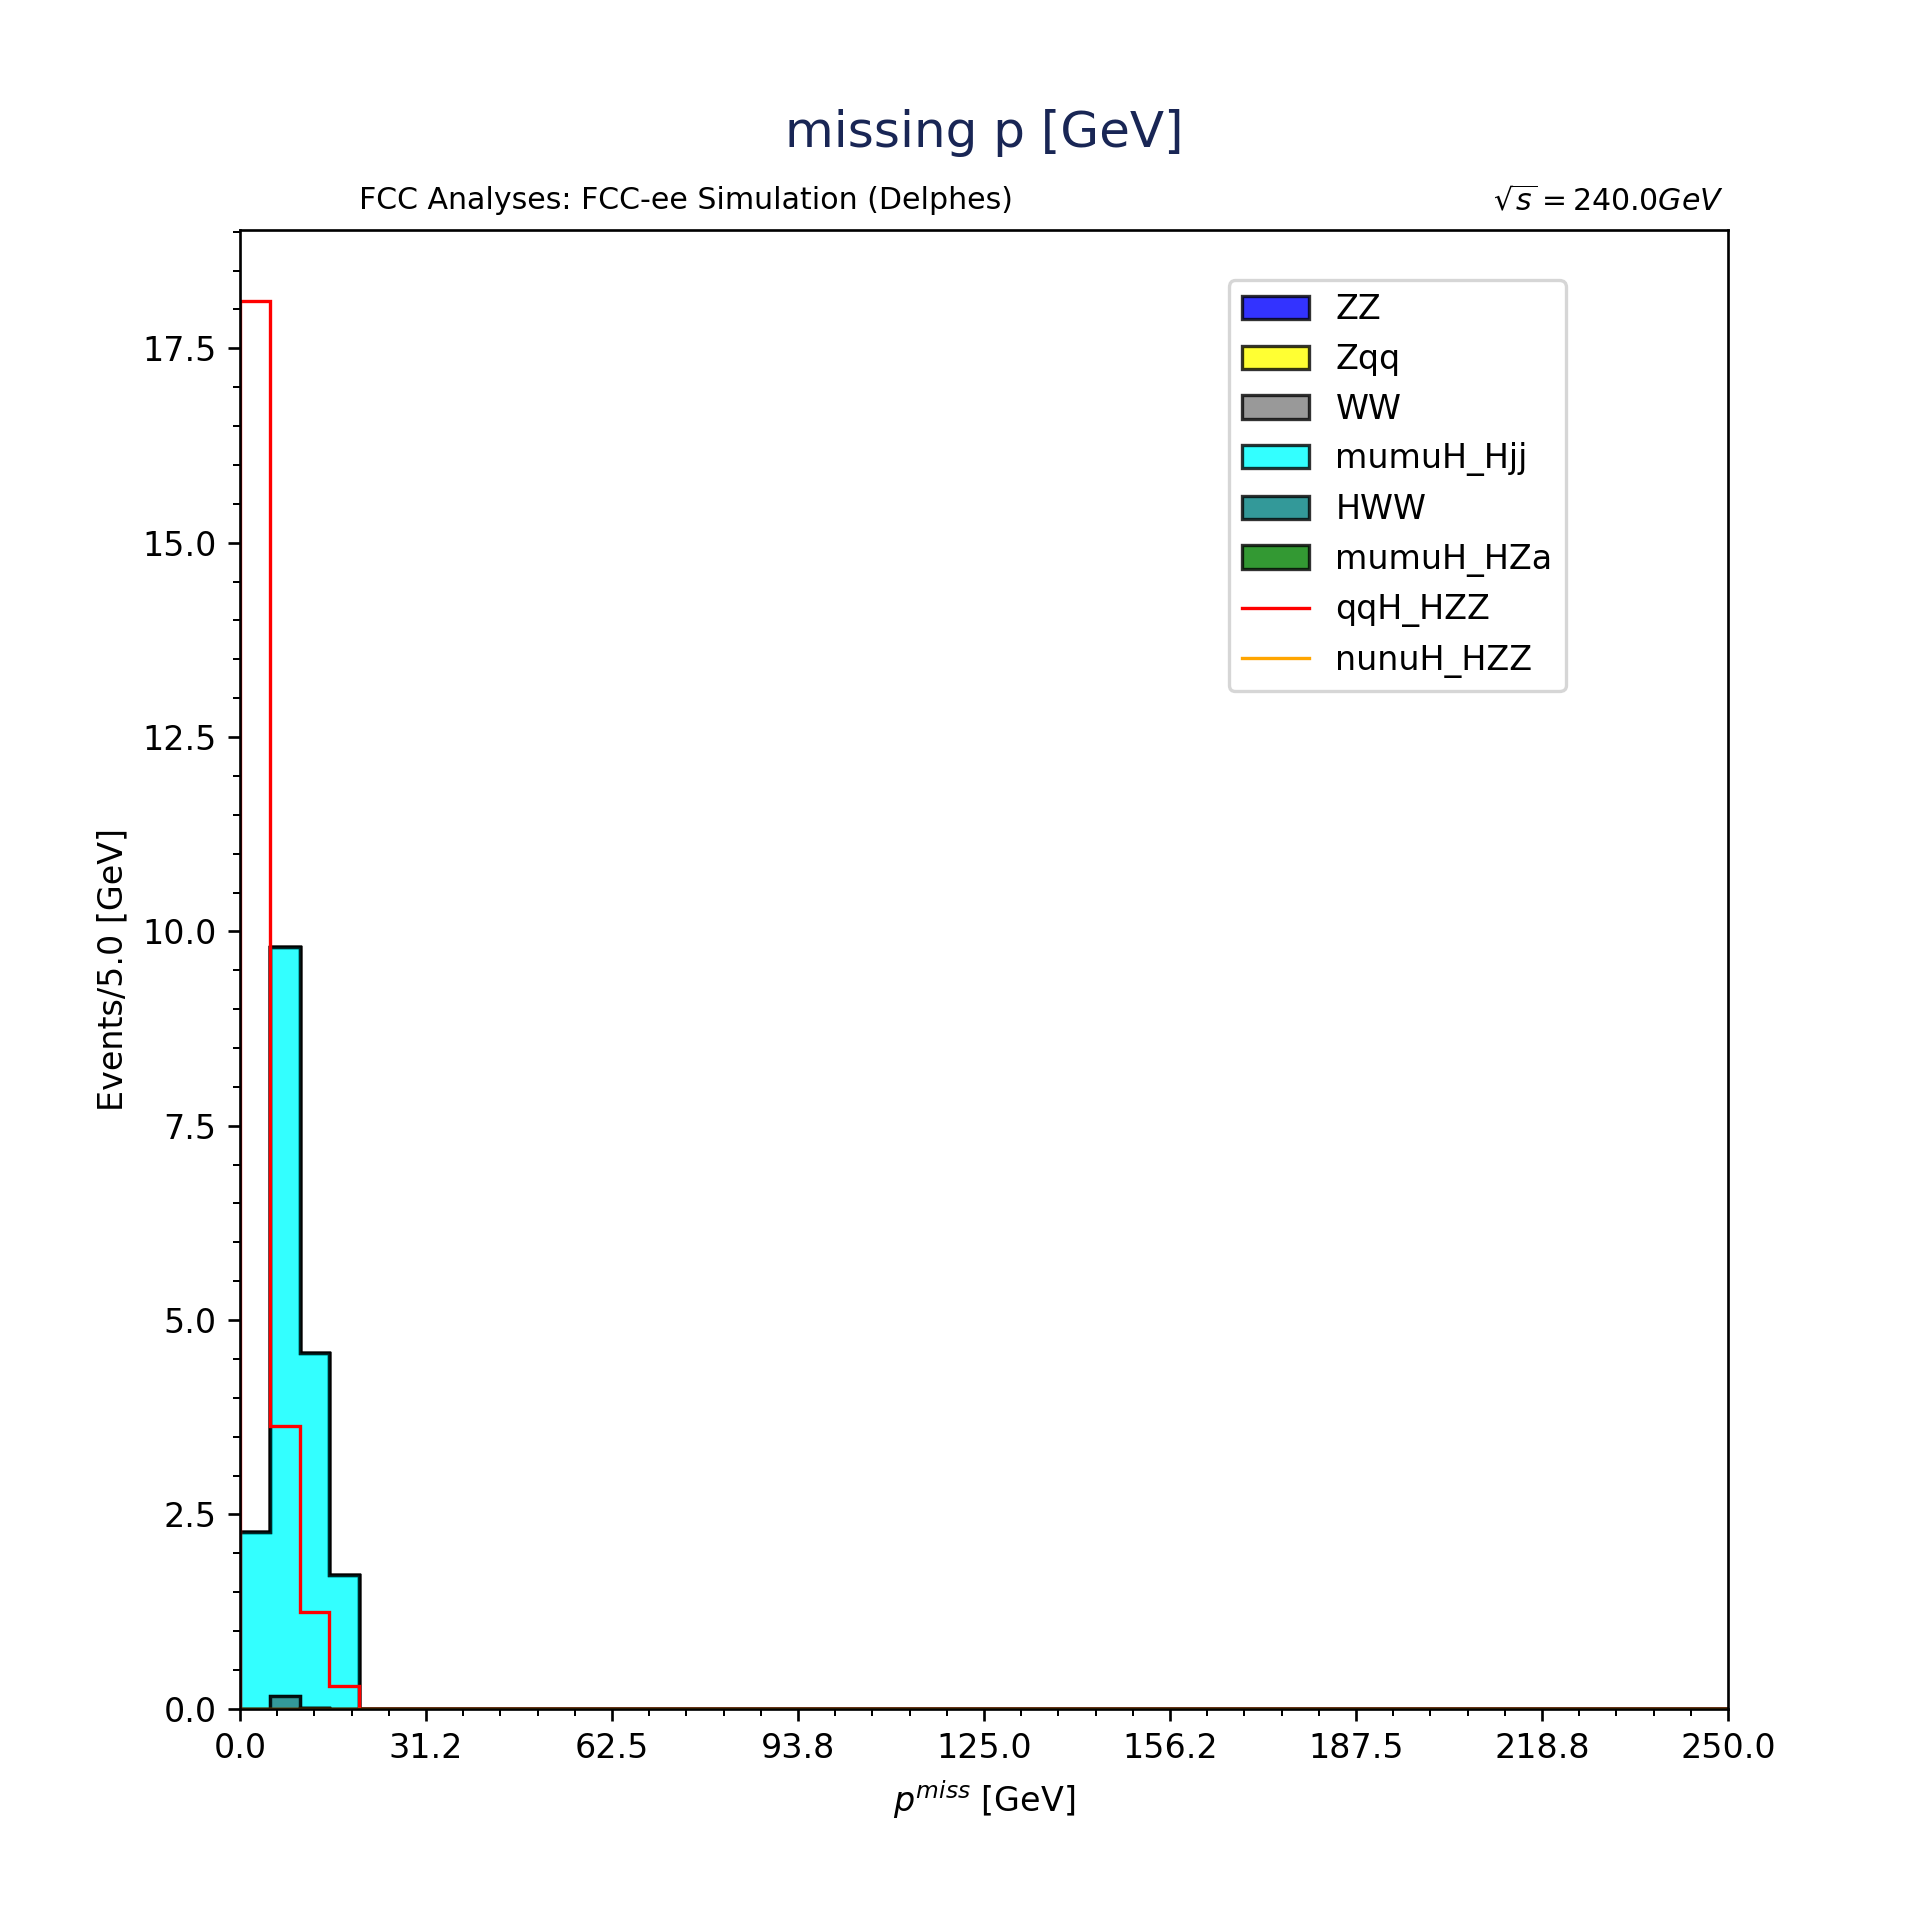 missing p [GeV]
FCC Analyses: FCC-ee Simulation (Delphes)
√s = 240.0GeV
ZZ
Zqq
WW
mumuH_Hjj
HWW
mumuH_HZa
qqH_HZZ
nunuH_HZZ
Events/5.0 [GeV]
17.5
15.0
12.5
10.0
7.5
5.0
2.5
0.0
0.0 31.2 62.5 93.8 125.0 156.2 187.5 218.8 250.0
p^miss [GeV]